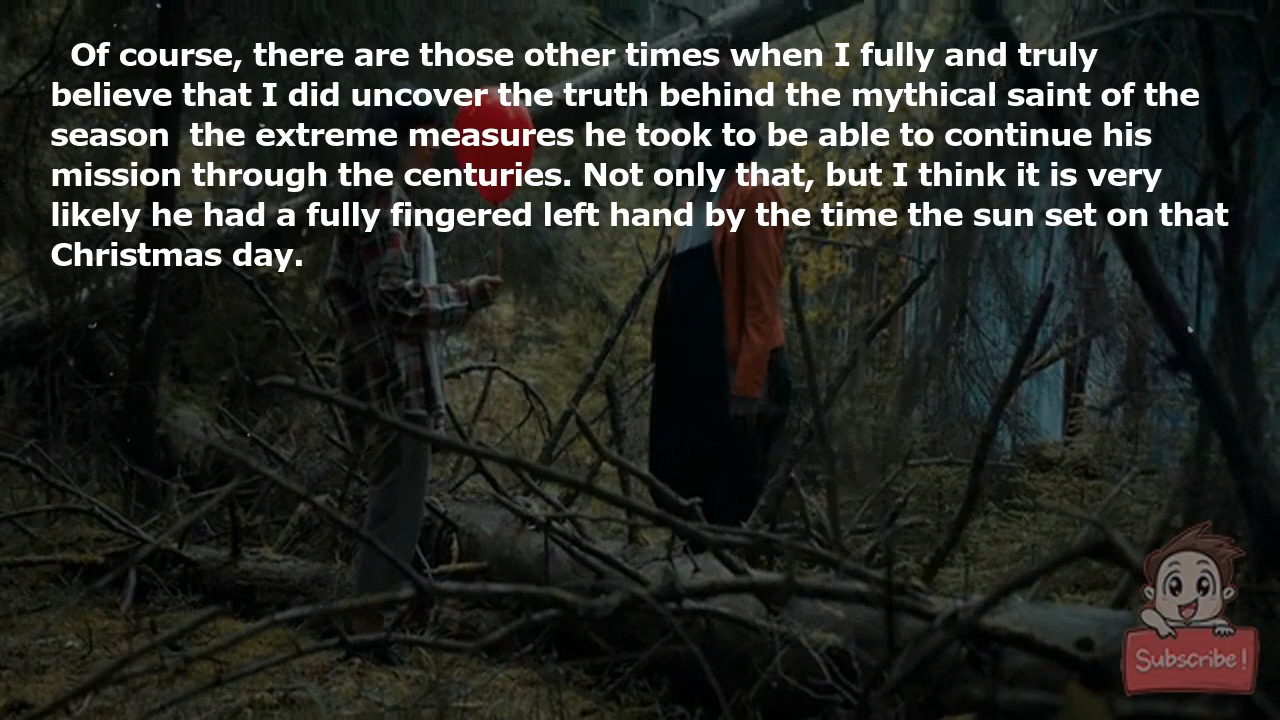 Of course, there are those other times when I fully and truly
believe that I did uncover the truth behind the mythical saint of the
season  the extreme measures he took to be able to continue his
mission through the centuries. Not only that, but I think it is very
likely he had a fully fingered left hand by the time the sun set on that
Christmas day.
Subscribe!